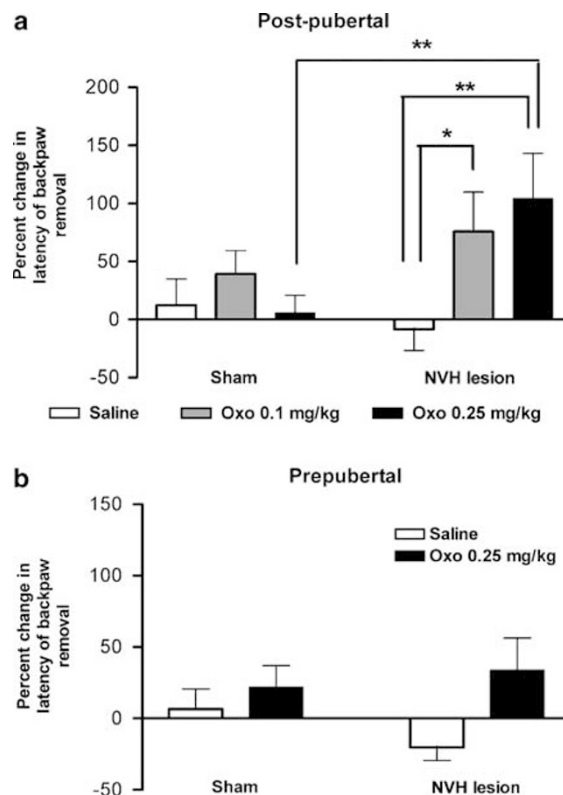 a
Post-pubertal
**
**
*
Percent change in
latency of backpaw
removal
200
150
100
50
0
-50
Sham
NVH lesion
Saline
Oxo 0.1 mg/kg
Oxo 0.25 mg/kg
b
Prepubertal
Saline
Oxo 0.25 mg/kg
Percent change in
latency of backpaw
removal
150
100
50
0
-50
Sham
NVH lesion